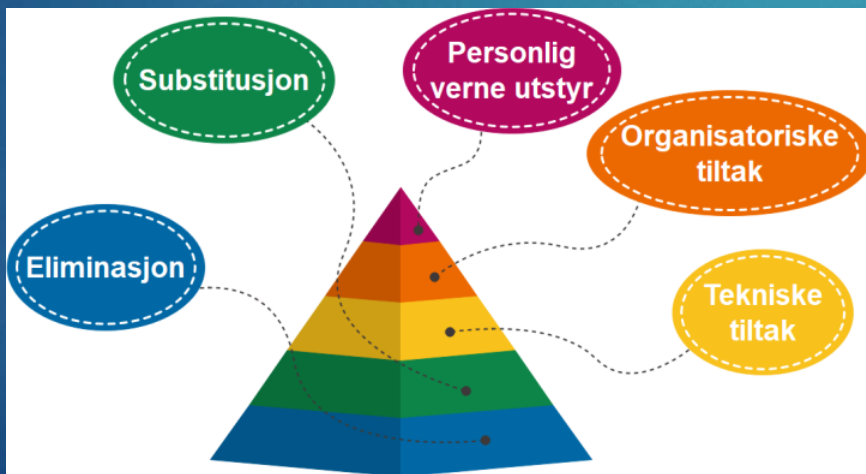 Substitusjon
Personlig
verne utstyr
Organisatoriske
tiltak
Eliminasjon
Tekniske
tiltak